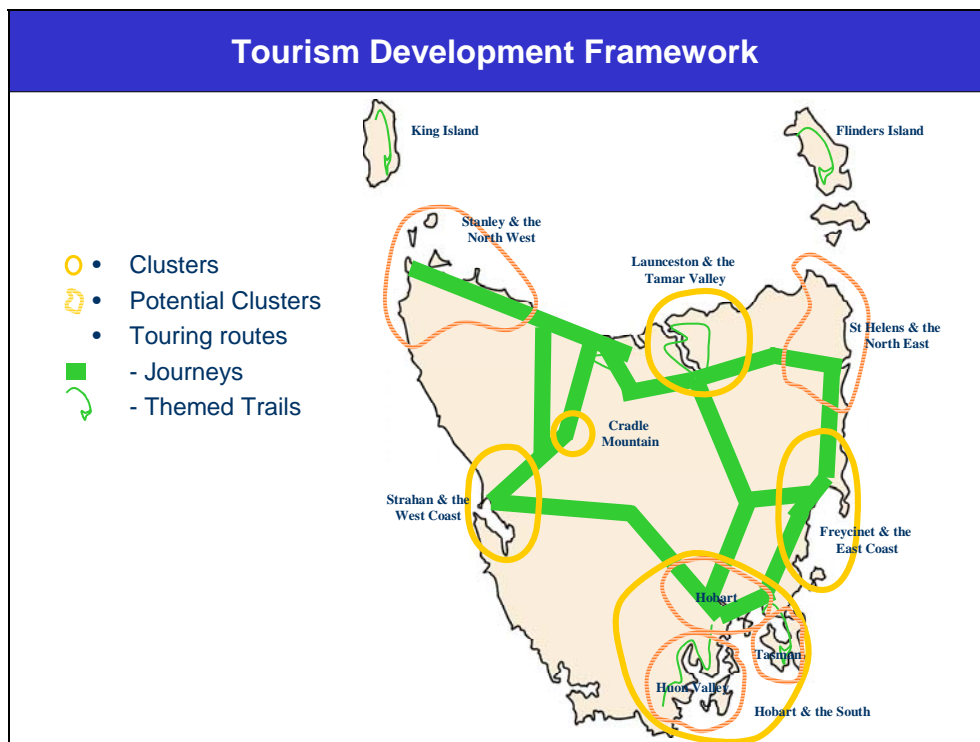 Tourism Development Framework
King Island
Flinders Island
Stanley & the
North West
Launceston & the
Tamar Valley
• Clusters
• Potential Clusters
• Touring routes
- Journeys
- Themed Trails
St Helens & the
North East
Cradle
Mountain
Strahan & the
West Coast
Freycinet & the
East Coast
Hobart
Tasman
Huon Valley
Hobart & the South